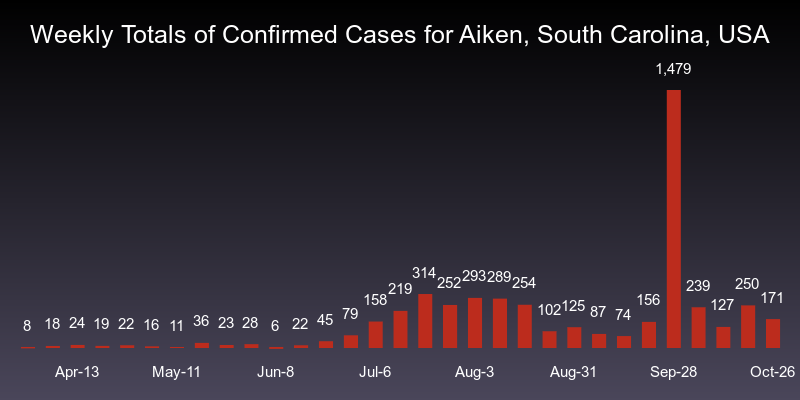 Weekly Totals of Confirmed Cases for Aiken, South Carolina, USA
1,479
8 18 24 19 22 16 11 36 23 28 6 22 45 79 158 219 314 252 293 289 254 102 125 87 74 156 239 127 250 171
Apr-13 May-11 Jun-8 Jul-6 Aug-3 Aug-31 Sep-28 Oct-26